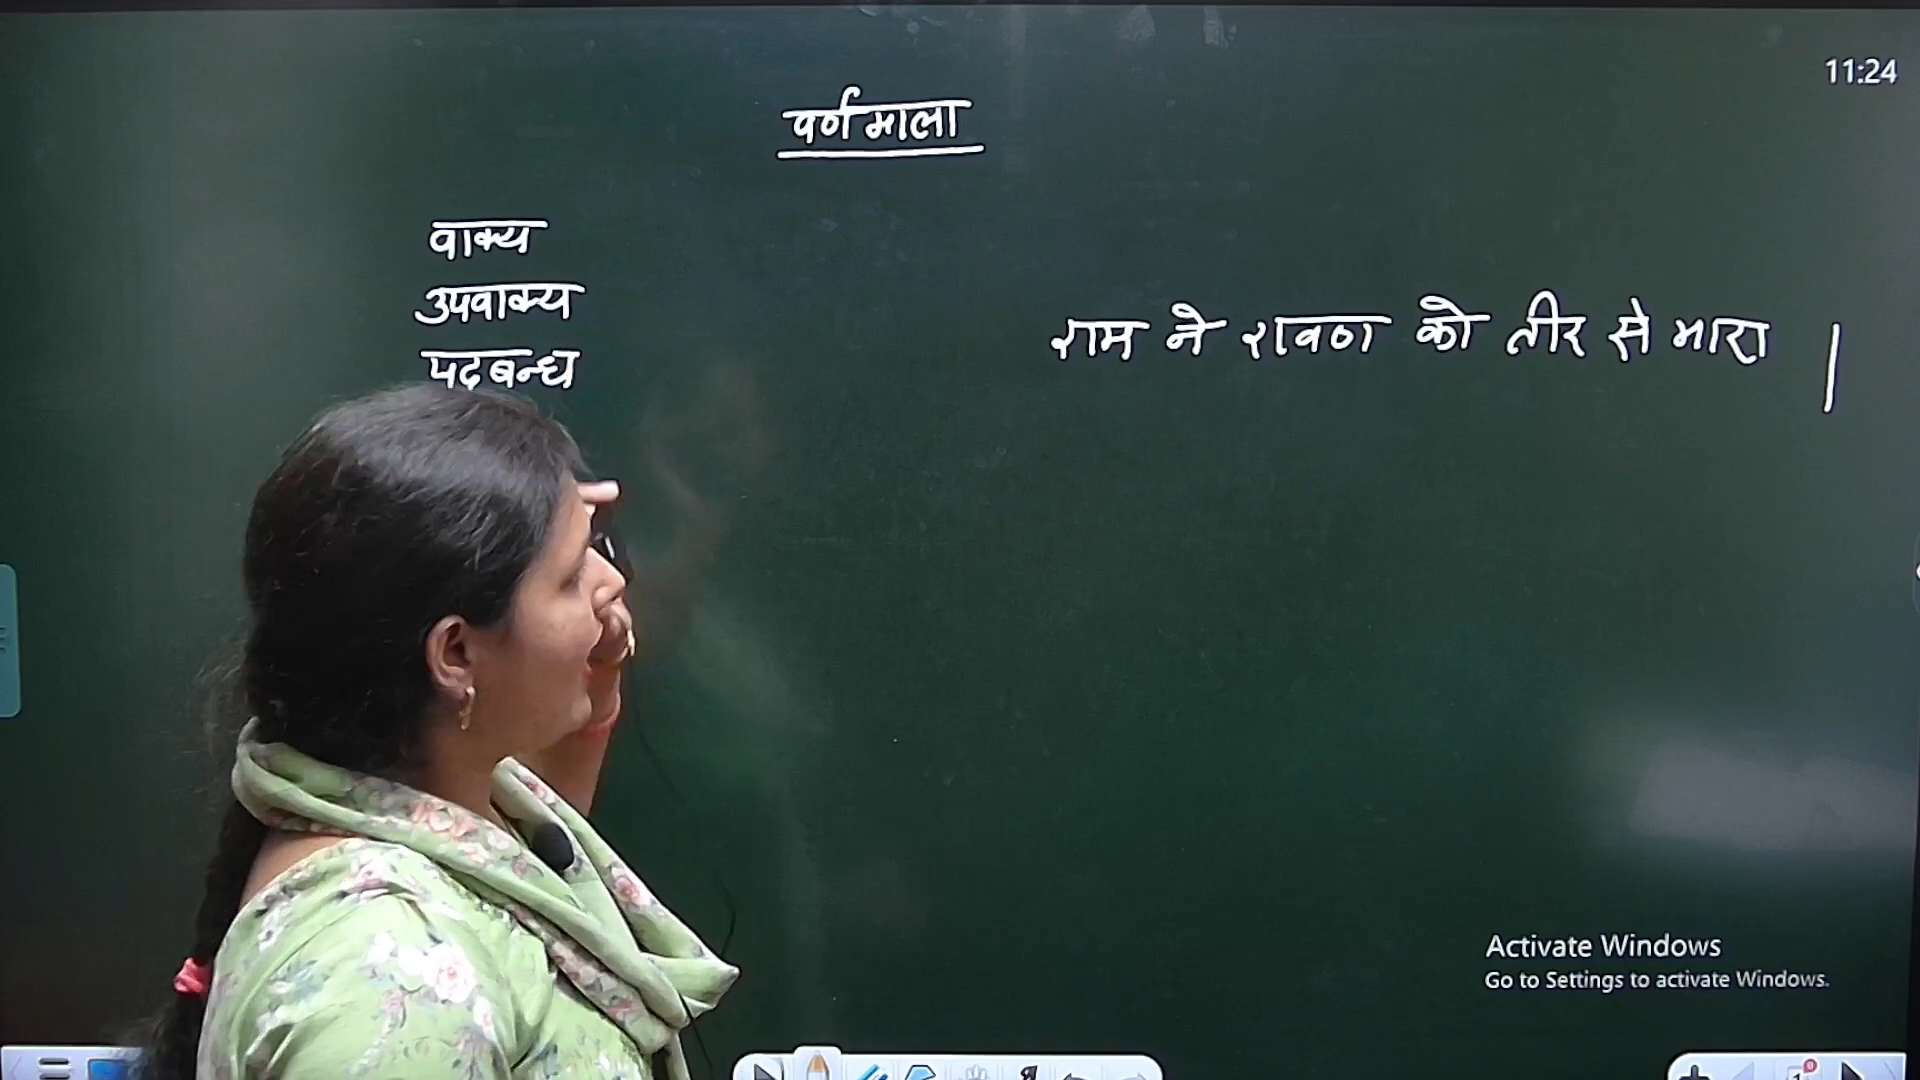 11:24
वर्णमाला
वाक्य
उपवाक्य
पदबन्ध
राम ने रावण को तीर से मारा |
Activate Windows
Go to Settings to activate Windows.